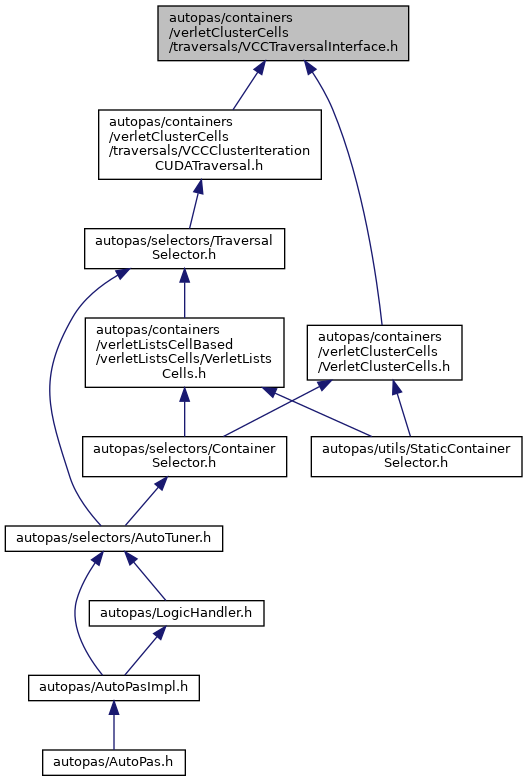 autopas/containers
/verletClusterCells
/traversals/VCCTraversalInterface.h
autopas/containers
/verletClusterCells
/traversals/VCCClusterIteration
CUDATraversal.h
autopas/selectors/Traversal
Selector.h
autopas/containers
/verletListsCellBased
/verletListsCells/VerletLists
Cells.h
autopas/containers
/verletClusterCells
/VerletClusterCells.h
autopas/selectors/Container
Selector.h
autopas/utils/StaticContainer
Selector.h
autopas/selectors/AutoTuner.h
autopas/LogicHandler.h
autopas/AutoPasImpl.h
autopas/AutoPas.h